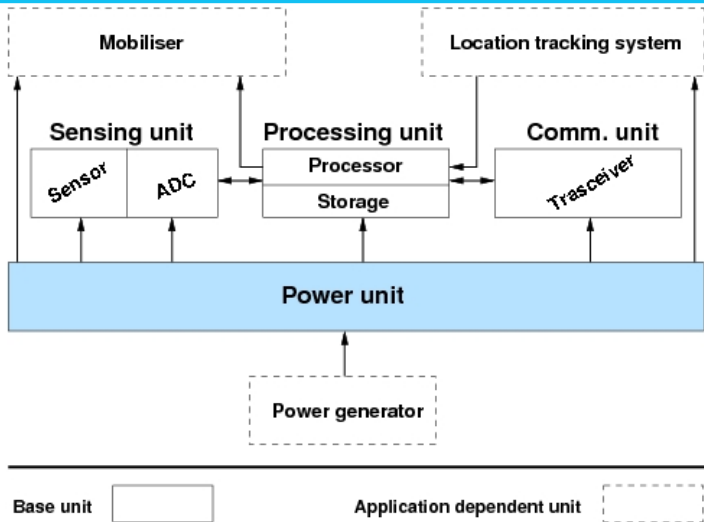 Mobiliser
Location tracking system
Sensing unit
Processing unit
Comm. unit
Sensor
ADC
Processor
Storage
Trasceiver
Power unit
Power generator
Base unit
Application dependent unit